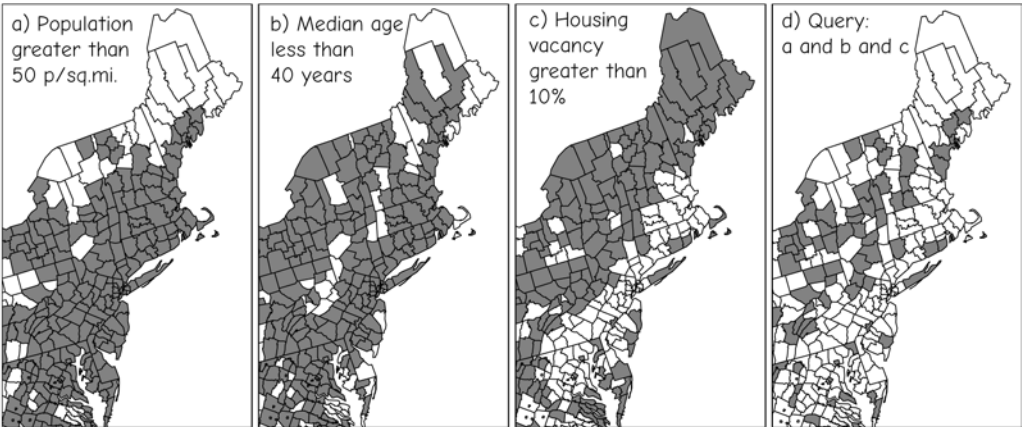 a) Population
greater than
50 p/sq.mi.
b) Median age
less than
40 years
c) Housing
vacancy
greater than
10%
d) Query:
a and b and c